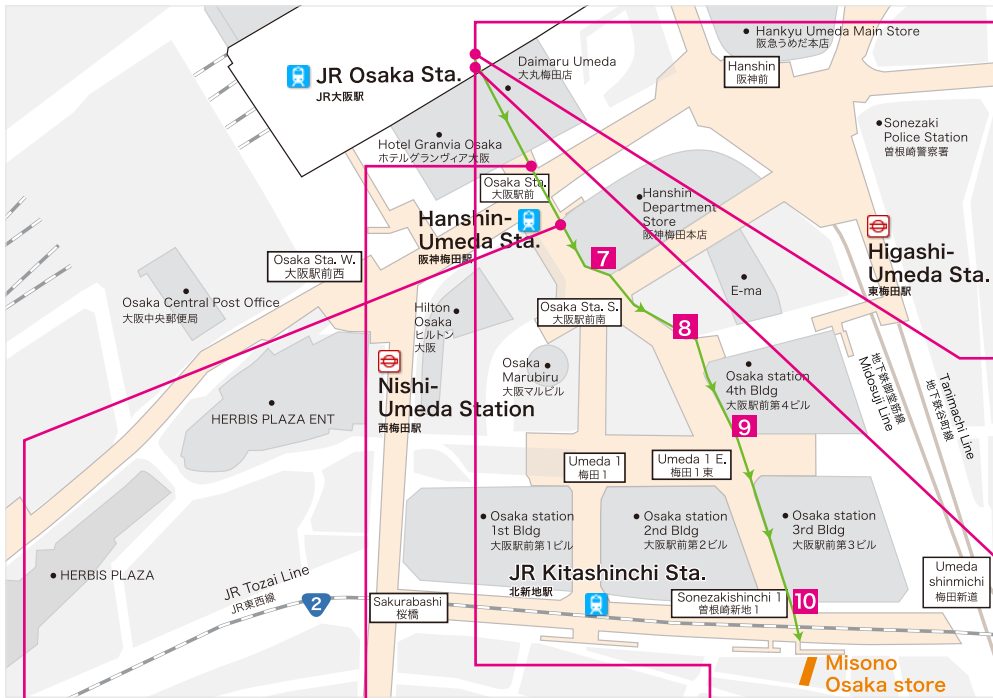 Hankyu Umeda Main Store
阪急うめだ本店
Daimaru Umeda
大丸梅田店
Hanshin
阪神前
JR Osaka Sta.
JR大阪駅
Sonezaki
Police Station
曽根崎警察署
Hotel Granvia Osaka
ホテルグランヴィア大阪
Osaka Sta.
大阪駅前
Hanshin
Department
Store
阪神梅田本店
Hanshin-
Umeda Sta.
阪神梅田駅
Higashi-
Umeda Sta.
東梅田駅
Osaka Sta. W.
大阪駅前西
7
E-ma
Osaka Central Post Office
大阪中央郵便局
Hilton
Osaka
ヒルトン
大阪
Osaka Sta. S.
大阪駅前南
8
Osaka
Marubiru
大阪マルビル
Osaka station
4th Bldg
大阪駅前第4ビル
地下鉄御堂筋線
Midosuji Line
Tanimachi Line
地下鉄谷町線
Nishi-
Umeda Station
西梅田駅
HERBIS PLAZA ENT
9
Umeda 1
梅田1
Umeda 1 E.
梅田1東
Osaka station
1st Bldg
大阪駅前第1ビル
Osaka station
2nd Bldg
大阪駅前第2ビル
Osaka station
3rd Bldg
大阪駅前第3ビル
HERBIS PLAZA
JR Tozai Line
JR東西線
2
JR Kitashinchi Sta.
北新地駅
Umeda
shinmichi
梅田新道
Sakurabashi
桜橋
Sonezakishinchi 1
曽根崎新地1
10
Misono
Osaka store